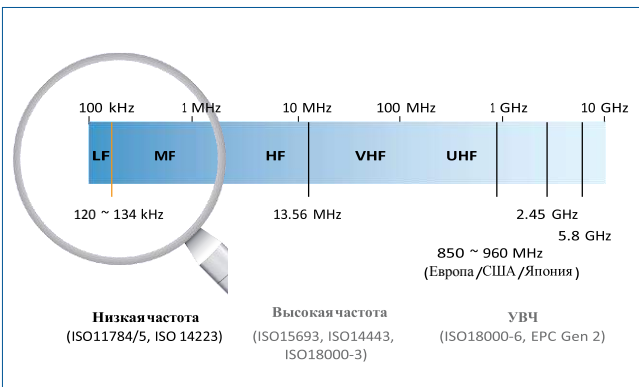 100 kHz 1 MHz 10 MHz 100 MHz 1 GHz 10 GHz
LF MF HF VHF UHF
120 ~ 134 kHz 13.56 MHz 2.45 GHz
5.8 GHz
850 ~ 960 MHz
(Европа/США/Япония)
Низкая частота Высокая частота УВЧ
(ISO11784/5, ISO 14223) (ISO15693, ISO14443, (ISO18000-6, EPC Gen 2)
ISO18000-3)